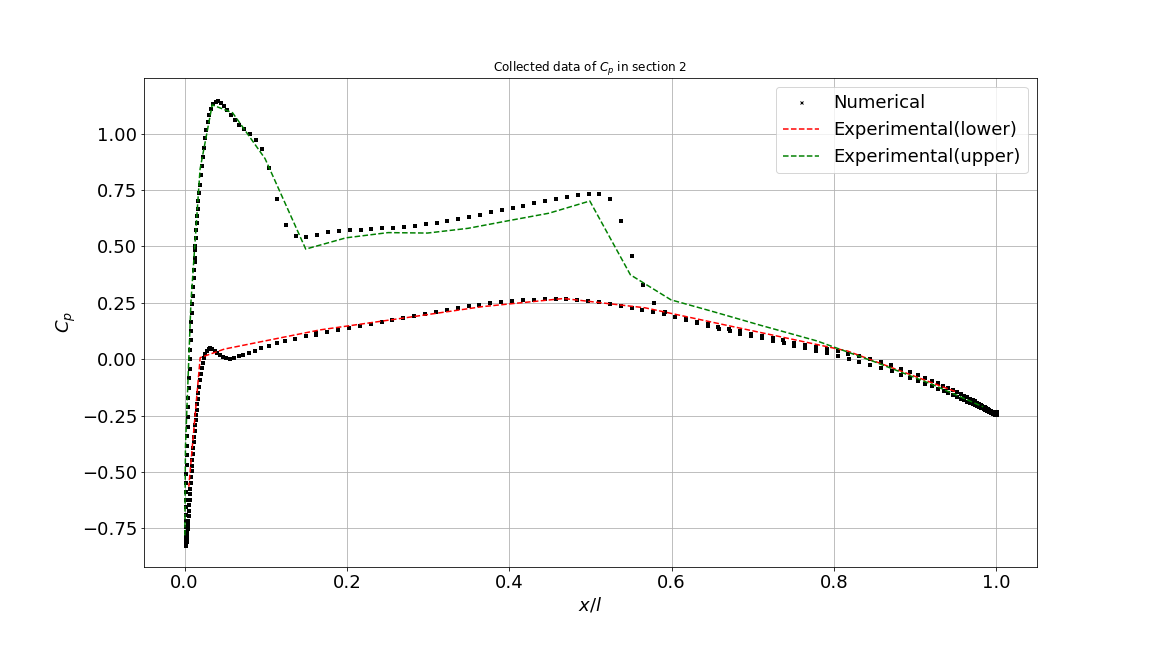 Collected data of Cp in section 2
Numerical
Experimental(lower)
Experimental(upper)
1.00
0.75
0.50
0.25
0.00
−0.25
−0.50
−0.75
Cp
0.0 0.2 0.4 0.6 0.8 1.0
x/l